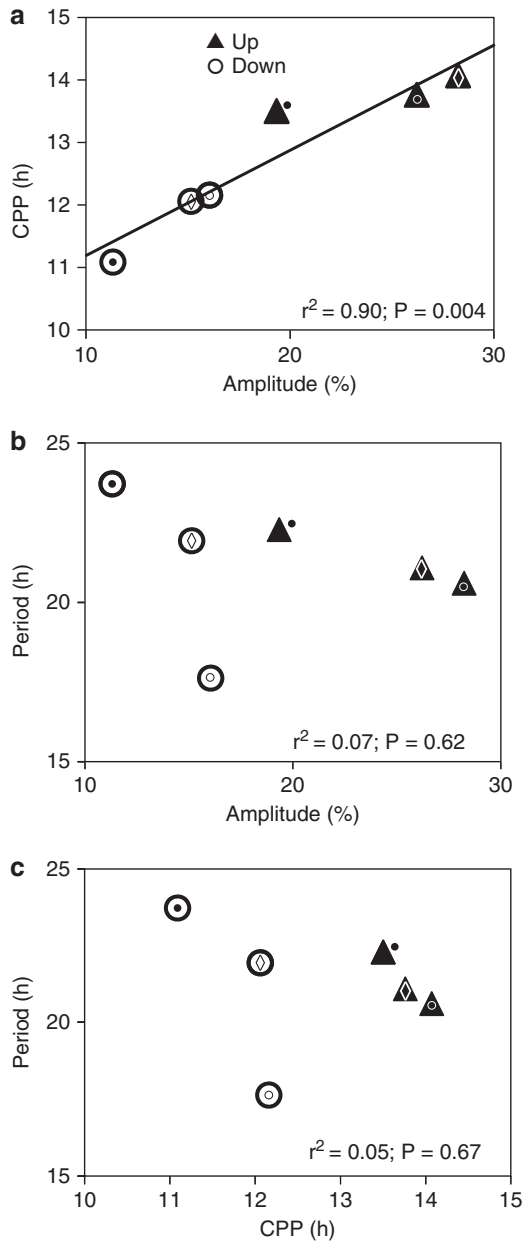 a
15
14
13
12
11
10
CPP (h)
▲ Up
○ Down
r² = 0.90; P = 0.004
10 20 30
Amplitude (%)
b
25
20
15
Period (h)
r² = 0.07; P = 0.62
10 20 30
Amplitude (%)
c
25
20
15
Period (h)
r² = 0.05; P = 0.67
10 11 12 13 14 15
CPP (h)